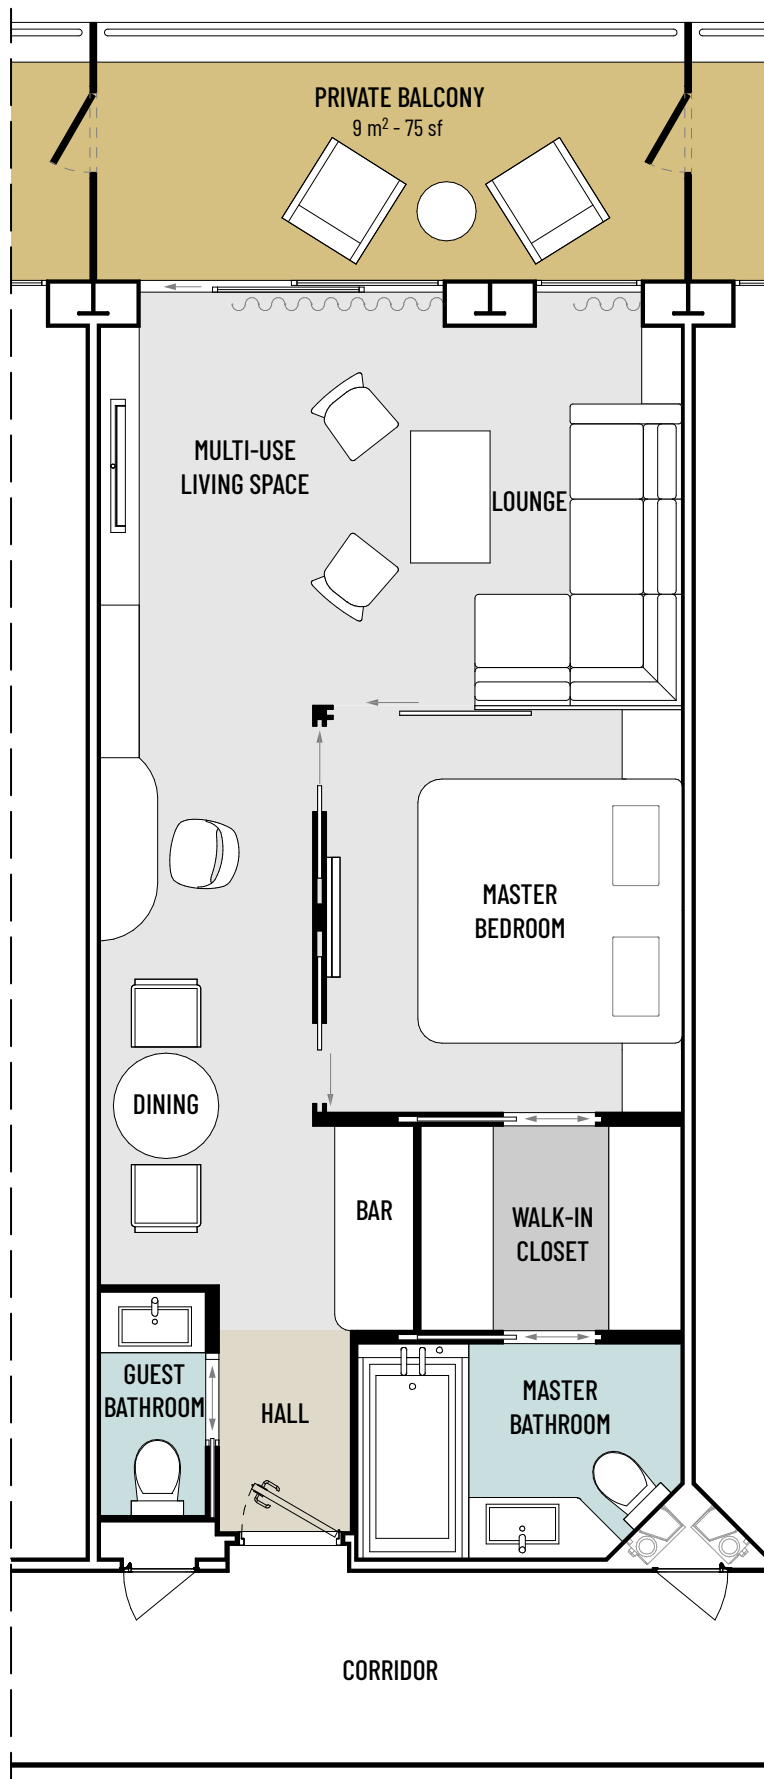 PRIVATE BALCONY
9 m² - 75 sf
MULTI-USE
LIVING SPACE
LOUNGE
MASTER
BEDROOM
DINING
BAR
WALK-IN
CLOSET
GUEST
BATHROOM
HALL
MASTER
BATHROOM
CORRIDOR